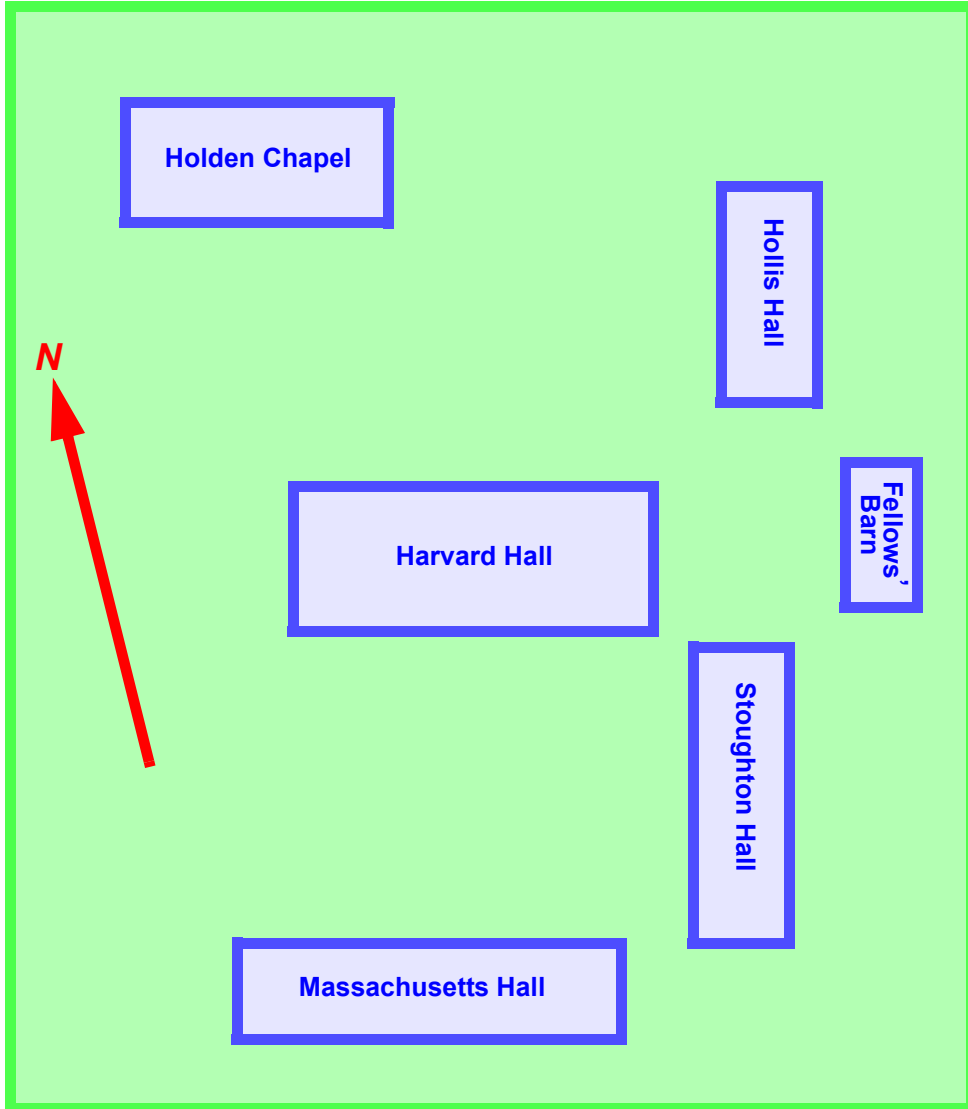 Holden Chapel
Hollis Hall
N
Fellows’
Barn
Harvard Hall
Stoughton Hall
Massachusetts Hall